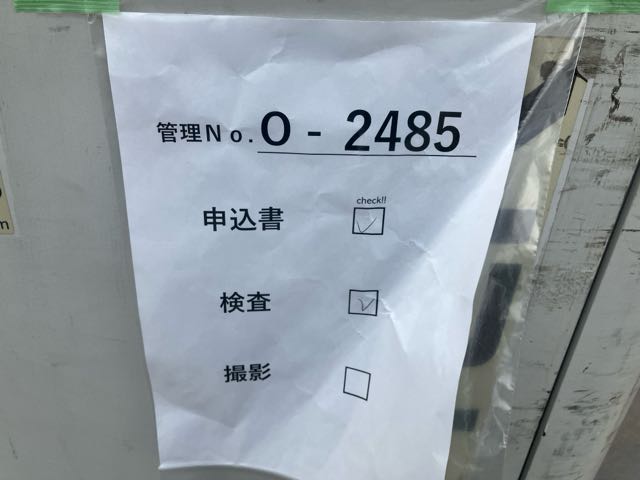 管理No. O - 2485
check!!
申込書 ☑
検査 ☑
撮影 ☐
m